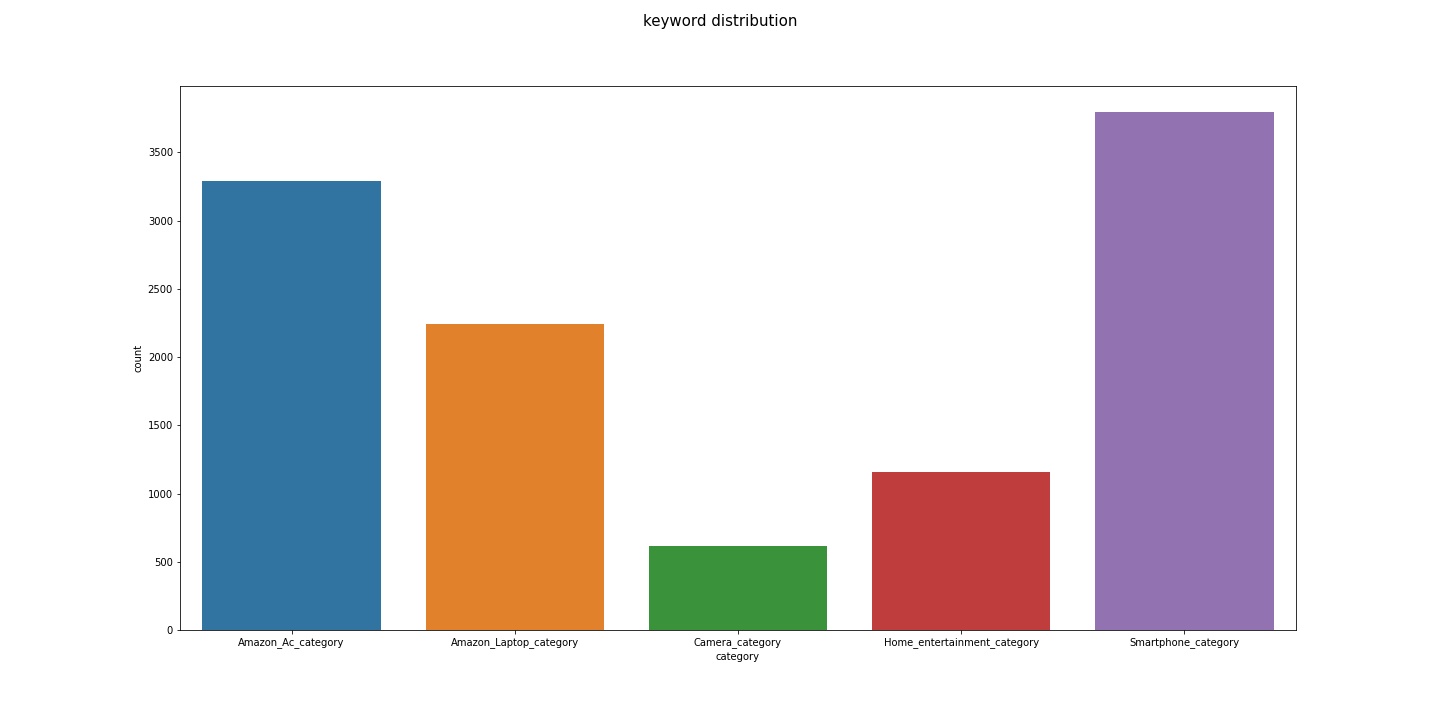 keyword distribution
3500
3000
2500
2000
1500
1000
500
0
count
Amazon_Ac_category
Amazon_Laptop_category
Camera_category
Home_entertainment_category
Smartphone_category
category